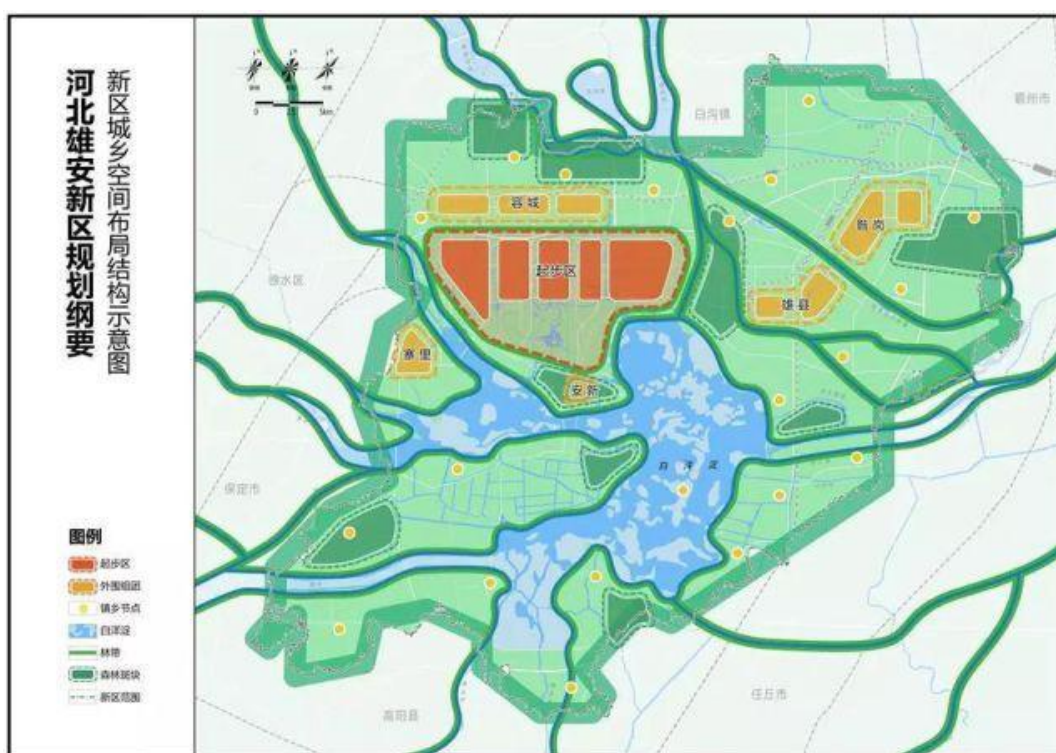 河北雄安新区规划纲要
新区城乡空间布局结构示意图
0
5km
白沟镇
霸州市
容城
昝岗
起步区
徐水区
雄县
寨里
安新
白洋淀
保定市
任丘市
高阳县
图例
起步区
外围组团
镇乡节点
白洋淀
林带
森林斑块
新区范围